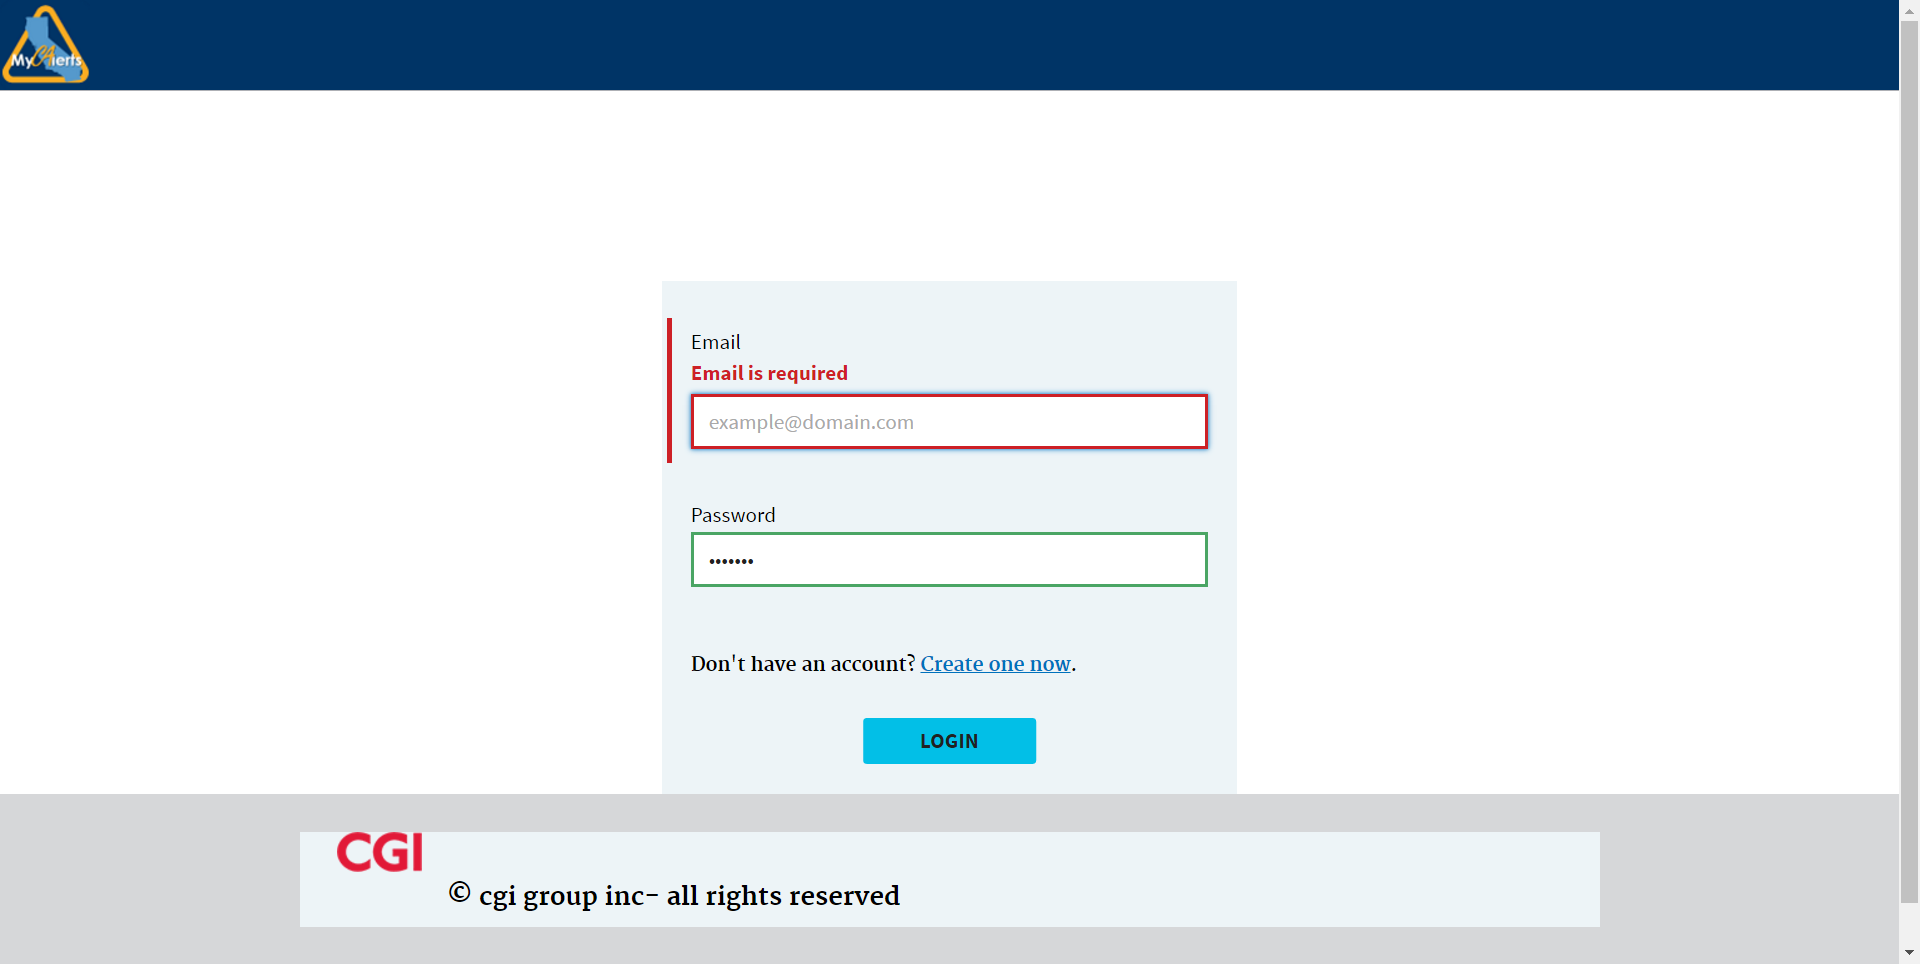 MyCAlerts
Email
Email is required
example@domain.com
Password
•••••••
Don't have an account? Create one now.
LOGIN
CGI
© cgi group inc- all rights reserved